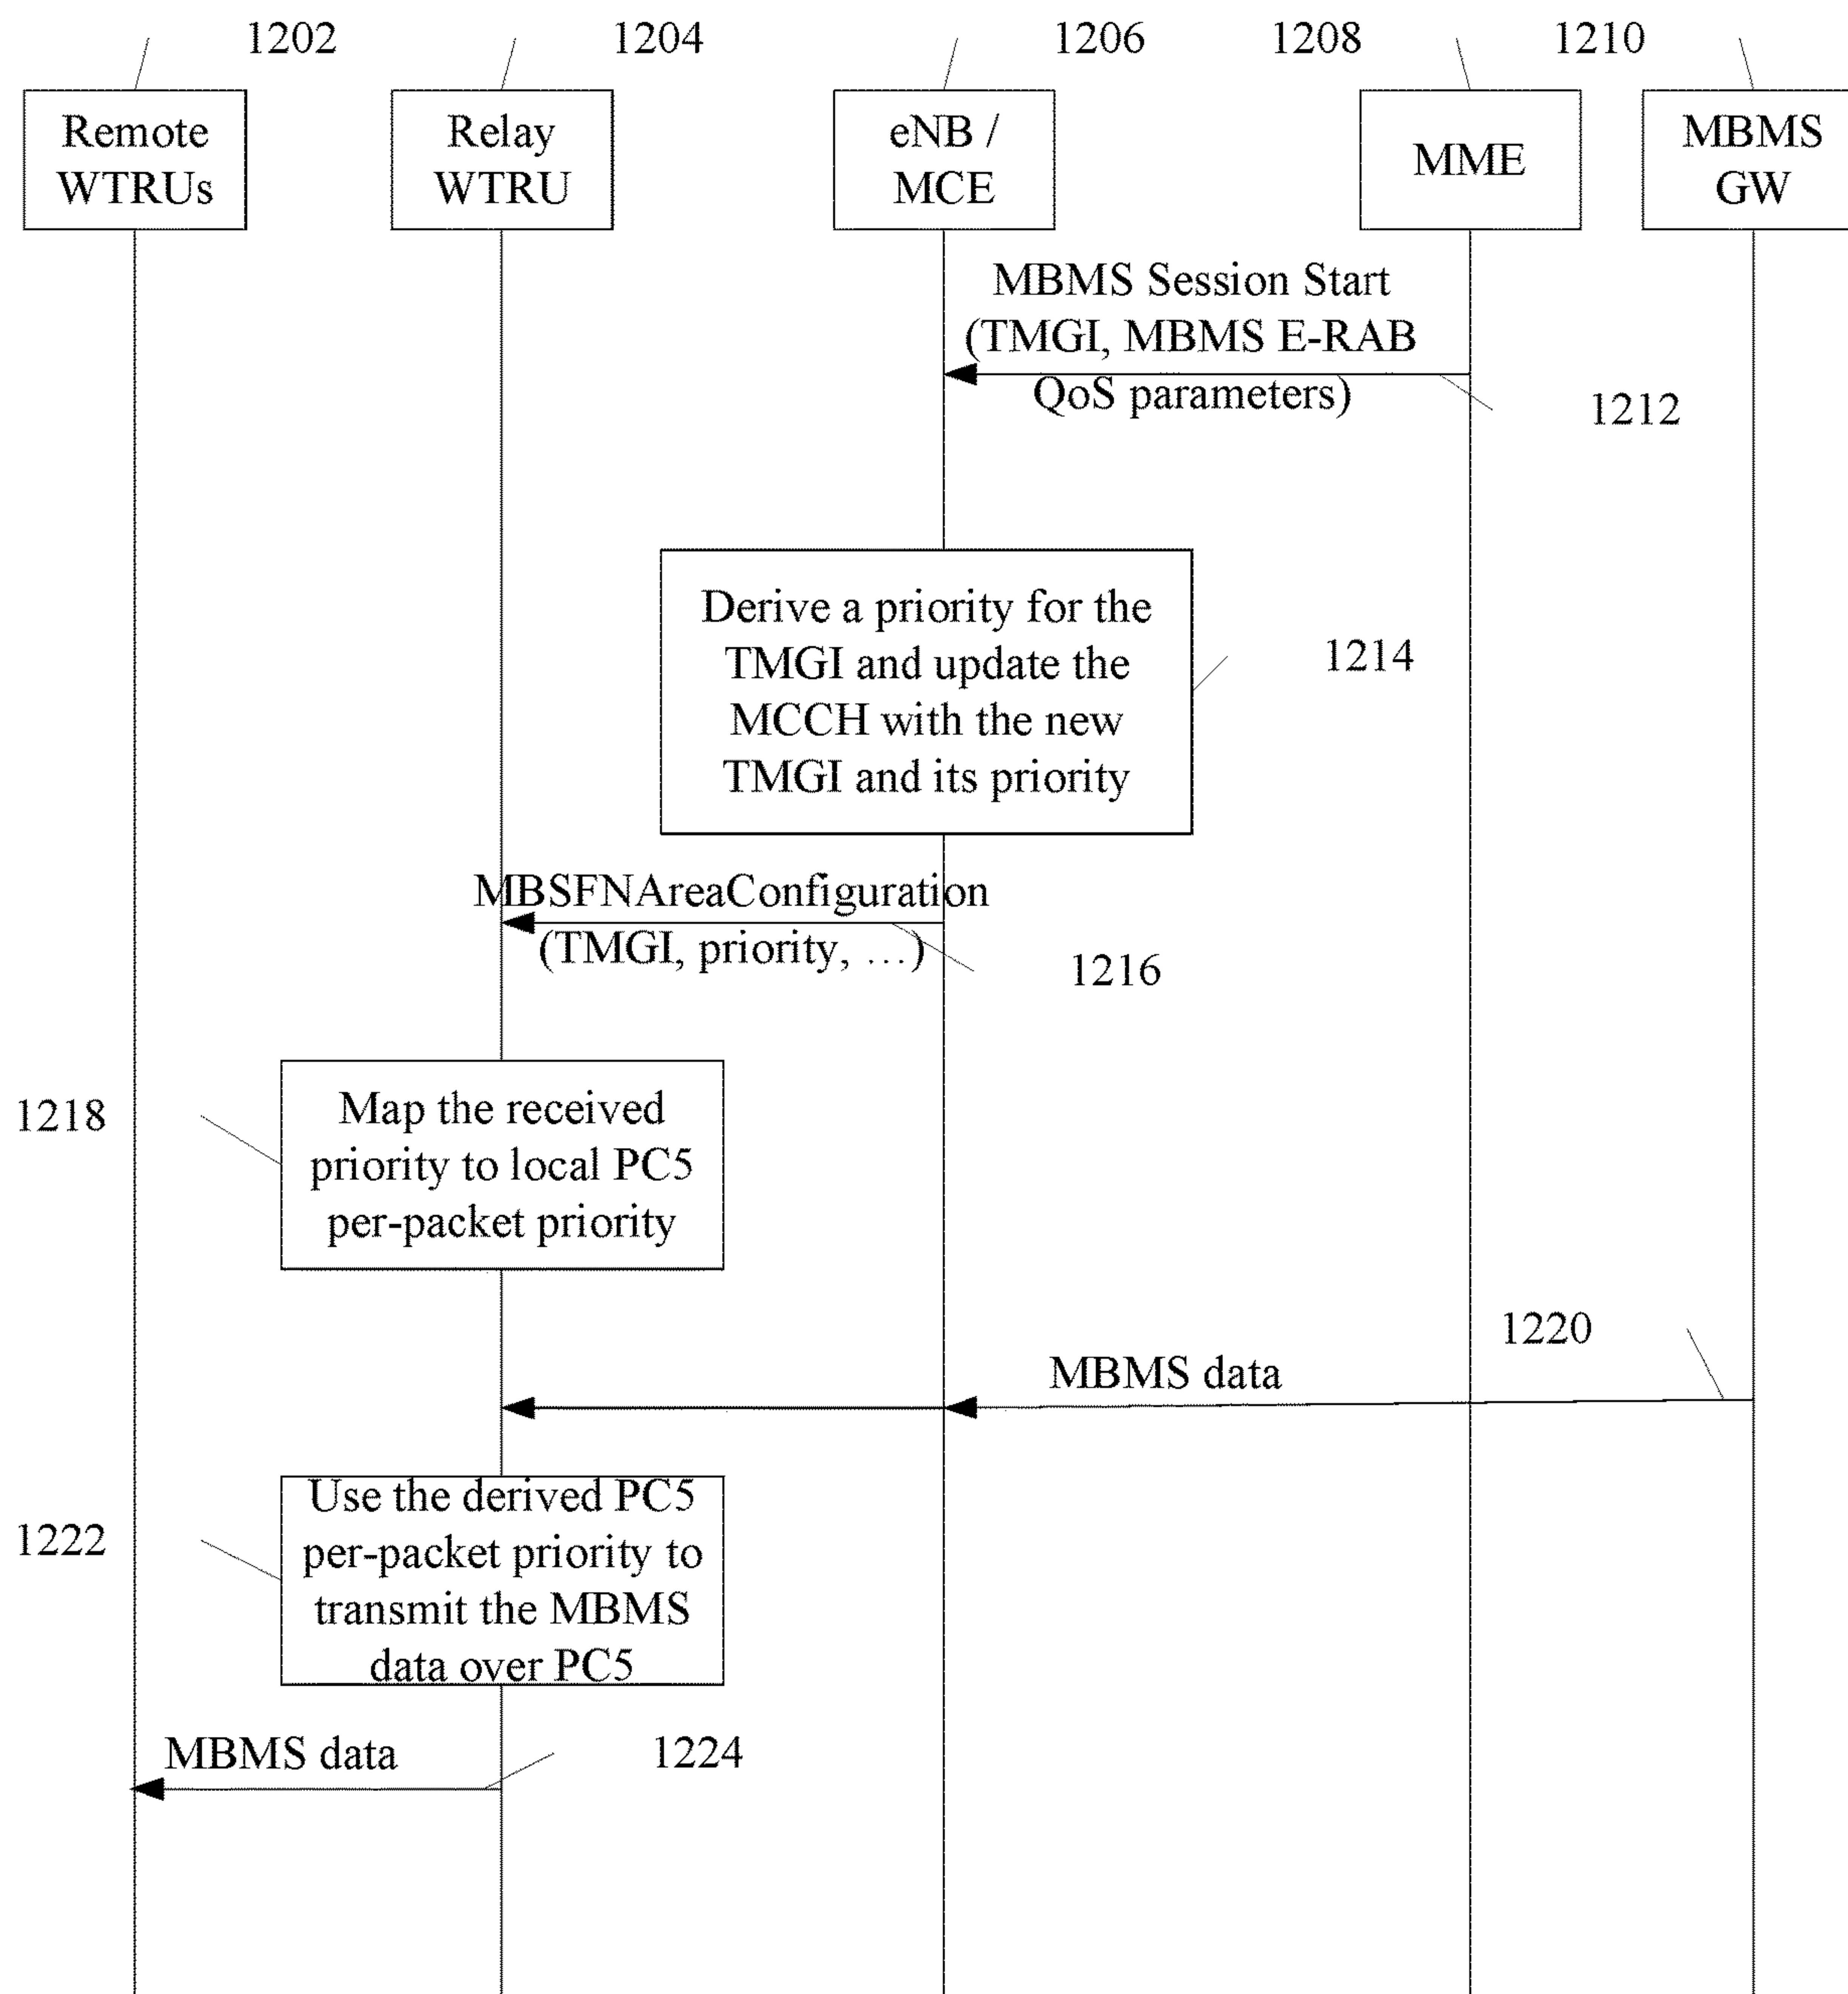 1202
1204
1206
1208
1210
Remote
WTRUs
Relay
WTRU
eNB /
MCE
MME
MBMS
GW
MBMS Session Start
(TMGI, MBMS E-RAB
QoS parameters)
1212
Derive a priority for the
TMGI and update the
MCCH with the new
TMGI and its priority
1214
MBSFNAreaConfiguration
(TMGI, priority, …)
1216
1218
Map the received
priority to local PC5
per-packet priority
1220
MBMS data
1222
Use the derived PC5
per-packet priority to
transmit the MBMS
data over PC5
MBMS data
1224